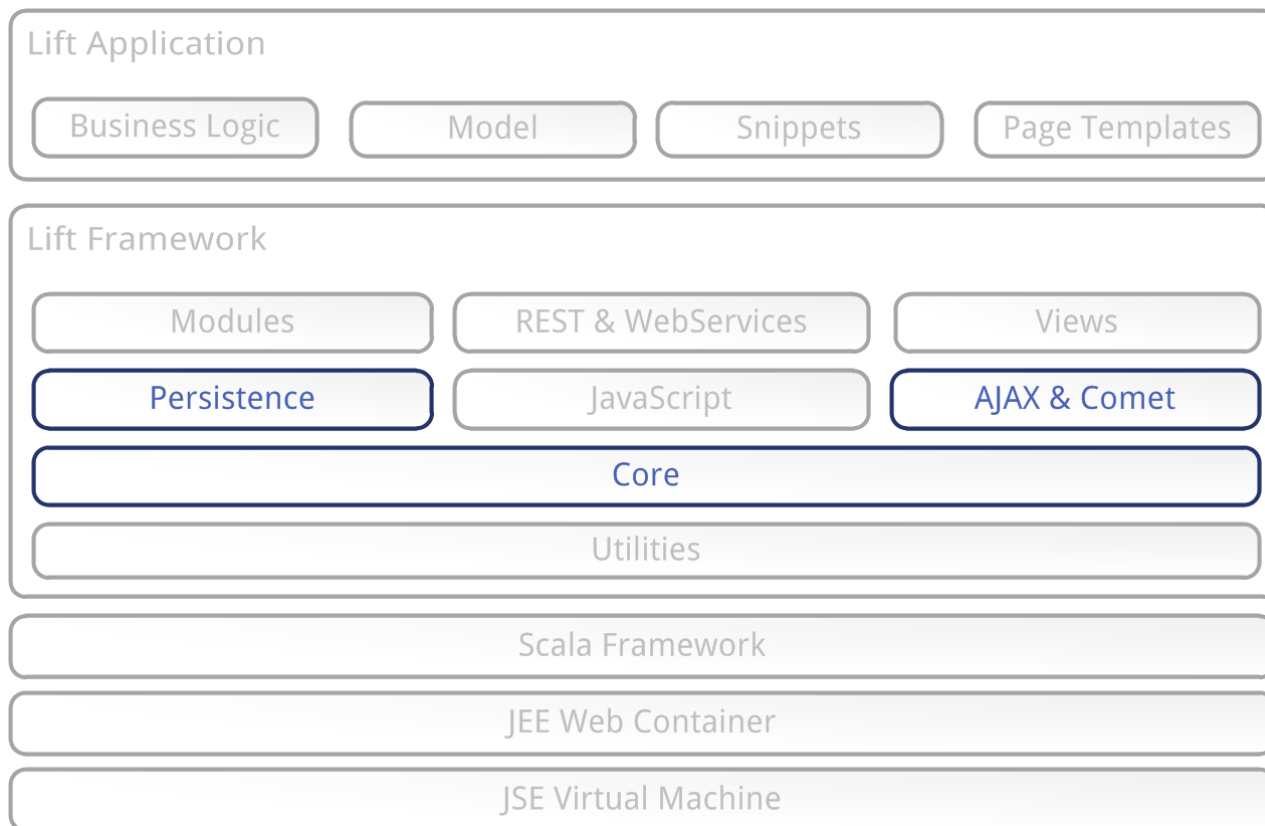 Lift Application
Business Logic
Model
Snippets
Page Templates
Lift Framework
Modules
REST & WebServices
Views
Persistence
JavaScript
AJAX & Comet
Core
Utilities
Scala Framework
JEE Web Container
JSE Virtual Machine